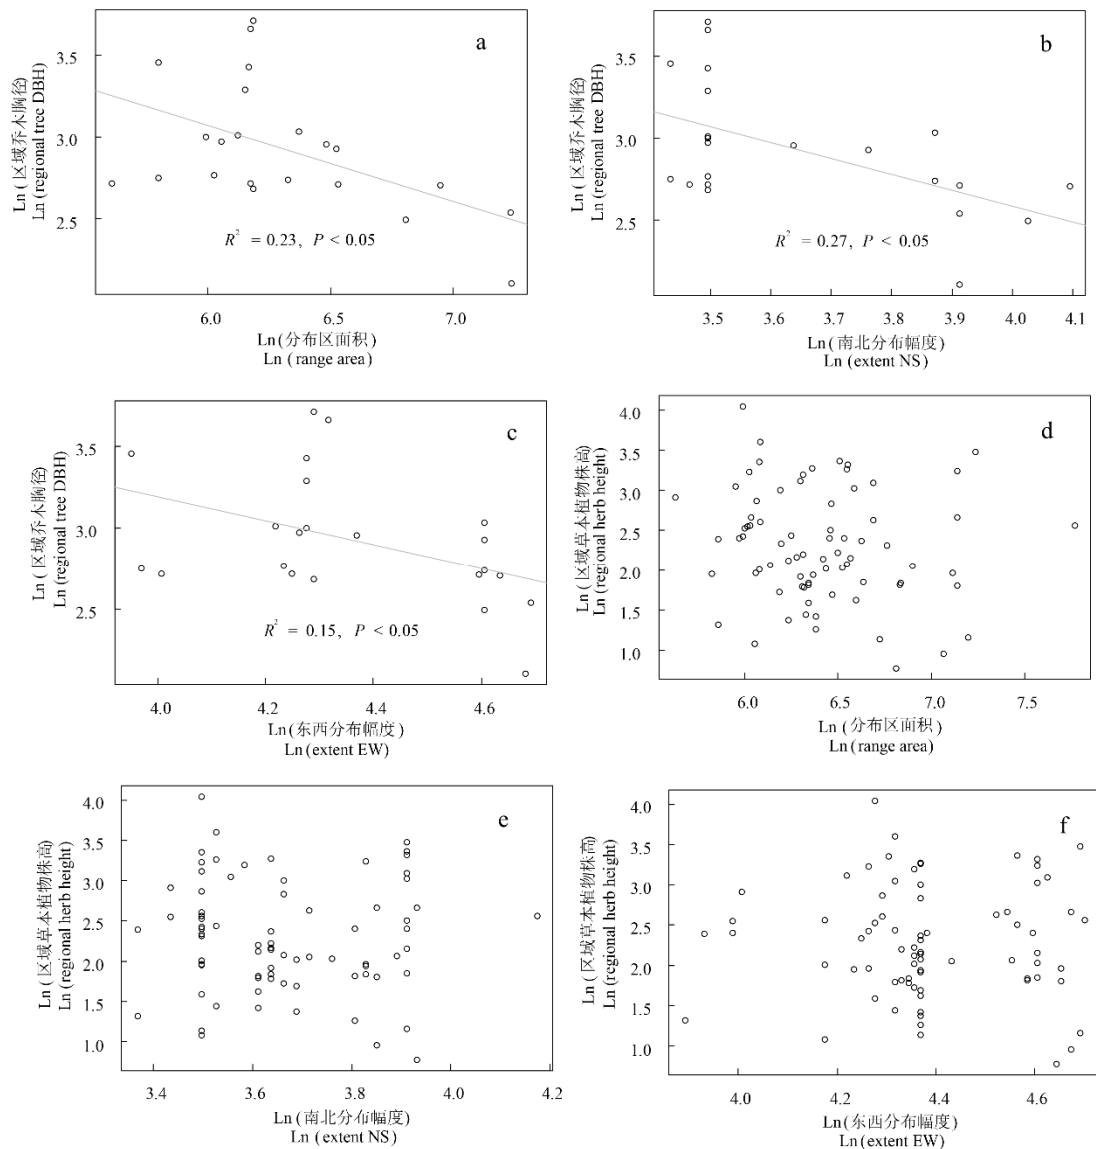 a
3.5
3.0
2.5
Ln (区域乔木胸径)
Ln (regional tree DBH)
R² = 0.23, P < 0.05
6.0 6.5 7.0
Ln (分布区面积)
Ln (range area)
b
3.5
3.0
2.5
Ln (区域乔木胸径)
Ln (regional tree DBH)
R² = 0.27, P < 0.05
3.5 3.6 3.7 3.8 3.9 4.0 4.1
Ln (南北分布幅度)
Ln (extent NS)
c
3.5
3.0
2.5
Ln (区域乔木胸径)
Ln (regional tree DBH)
R² = 0.15, P < 0.05
4.0 4.2 4.4 4.6
Ln (东西分布幅度)
Ln (extent EW)
d
4.0
3.5
3.0
2.5
2.0
1.5
1.0
Ln (区域草本植物株高)
Ln (regional herb height)
6.0 6.5 7.0 7.5
Ln (分布区面积)
Ln (range area)
e
4.0
3.5
3.0
2.5
2.0
1.5
1.0
Ln (区域草本植物株高)
Ln (regional herb height)
3.4 3.6 3.8 4.0 4.2
Ln (南北分布幅度)
Ln (extent NS)
f
4.0
3.5
3.0
2.5
2.0
1.5
1.0
Ln (区域草本植物株高)
Ln (regional herb height)
4.0 4.2 4.4 4.6
Ln (东西分布幅度)
Ln (extent EW)